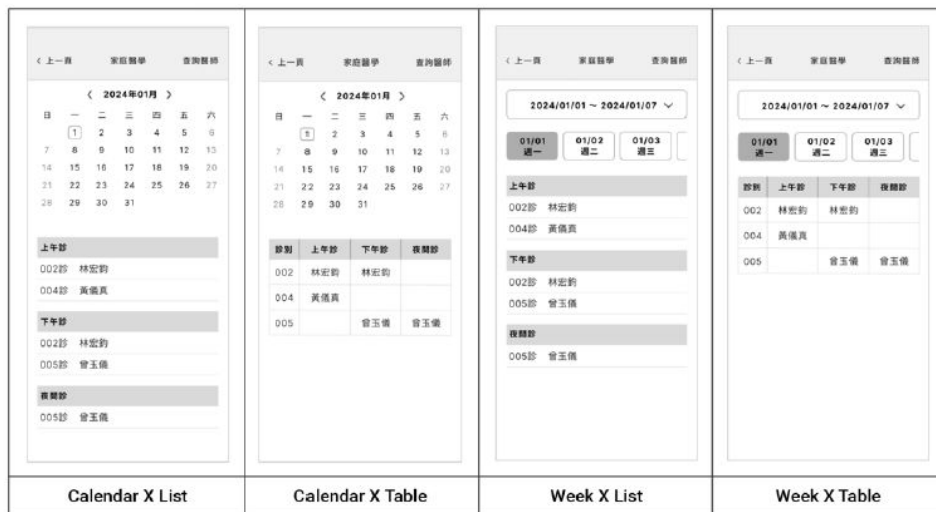 < 上一頁 家庭醫學 查詢醫師
< 2024年01月 >
日 一 二 三 四 五 六
1 2 3 4 5 6
7 8 9 10 11 12 13
14 15 16 17 18 19 20
21 22 23 24 25 26 27
28 29 30 31
上午診
002診 林宏鈞
004診 黃儀真
下午診
002診 林宏鈞
005診 曾玉儀
夜間診
005診 曾玉儀
Calendar X List
< 上一頁 家庭醫學 查詢醫師
< 2024年01月 >
日 一 二 三 四 五 六
1 2 3 4 5 6
7 8 9 10 11 12 13
14 15 16 17 18 19 20
21 22 23 24 25 26 27
28 29 30 31
診別 上午診 下午診 夜間診
002 林宏鈞 林宏鈞
004 黃儀真
005 曾玉儀 曾玉儀
Calendar X Table
< 上一頁 家庭醫學 查詢醫師
2024/01/01 ~ 2024/01/07
01/01 01/02 01/03
週一 週二 週三
上午診
002診 林宏鈞
004診 黃儀真
下午診
002診 林宏鈞
005診 曾玉儀
夜間診
005診 曾玉儀
Week X List
< 上一頁 家庭醫學 查詢醫師
2024/01/01 ~ 2024/01/07
01/01 01/02 01/03
週一 週二 週三
診別 上午診 下午診 夜間診
002 林宏鈞 林宏鈞
004 黃儀真
005 曾玉儀 曾玉儀
Week X Table